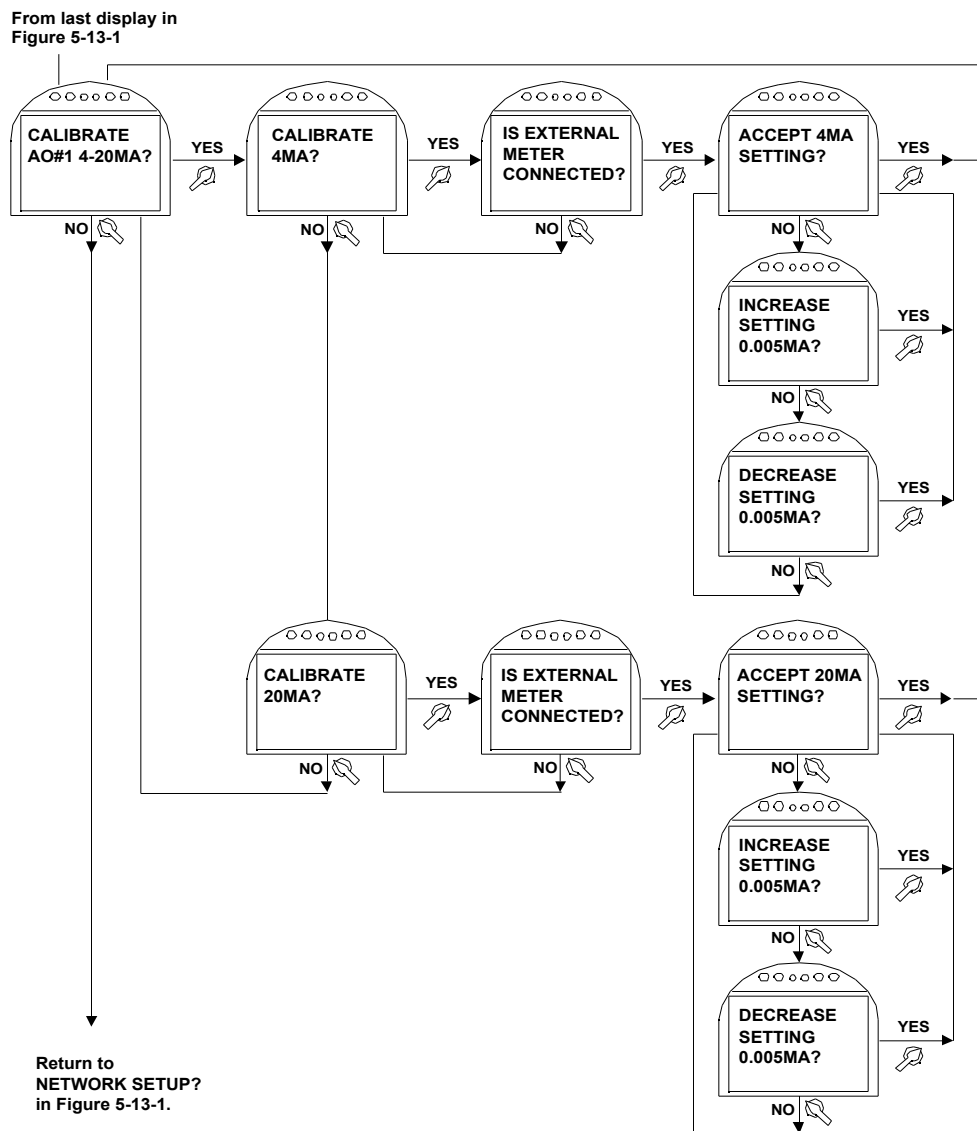 From last display in
Figure 5-13-1
CALIBRATE
AO#1 4-20MA?
YES
NO
CALIBRATE
4MA?
YES
NO
IS EXTERNAL
METER
CONNECTED?
YES
NO
ACCEPT 4MA
SETTING?
YES
NO
INCREASE
SETTING
0.005MA?
YES
NO
DECREASE
SETTING
0.005MA?
YES
NO
CALIBRATE
20MA?
YES
NO
IS EXTERNAL
METER
CONNECTED?
YES
NO
ACCEPT 20MA
SETTING?
YES
NO
INCREASE
SETTING
0.005MA?
YES
NO
DECREASE
SETTING
0.005MA?
YES
NO
Return to
NETWORK SETUP?
in Figure 5-13-1.